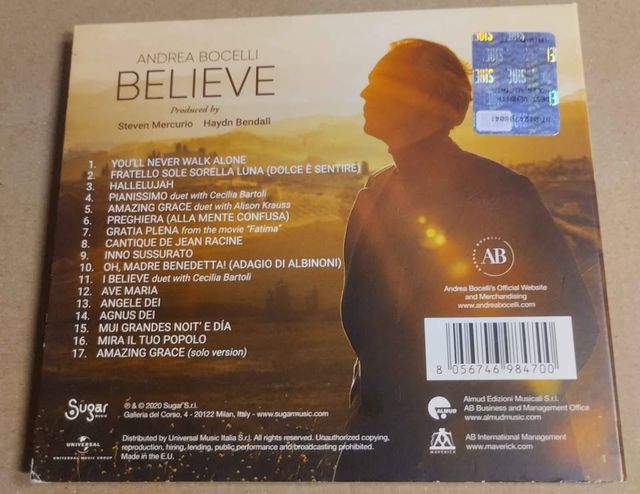 ANDREA BOCELLI
BELIEVE
Produced by
Steven Mercurio Haydn Bendall
1. YOU'LL NEVER WALK ALONE
2. FRATELLO SOLE SORELLA LUNA (DOLCE È SENTIRE)
3. HALLELUJAH
4. PIANISSIMO duet with Cecilia Bartoli
5. AMAZING GRACE duet with Alison Krauss
6. PREGHIERA (ALLA MENTE CONFUSA)
7. GRATIA PLENA from the movie "Fatima"
8. CANTIQUE DE JEAN RACINE
9. INNO SUSSURATO
10. OH, MADRE BENEDETTA! (ADAGIO DI ALBINONI)
11. I BELIEVE duet with Cecilia Bartoli
12. AVE MARIA
13. ANGELE DEI
14. AGNUS DEI
15. MUI GRANDES NOIT' E DÍA
16. MIRA IL TUO POPOLO
17. AMAZING GRACE (solo version)
SIAE
ANDREA BOCELLI
AB
Andrea Bocelli's Official Website
and Merchandising
www.andreabocelli.com
8 056746 984700
Sugar
MUSIC
℗ & © 2020 Sugar S.r.l.
Galleria del Corso, 4 - 20122 Milan, Italy - www.sugarmusic.com
ALMUD
Almud Edizioni Musicali S.r.l.
AB Business and Management Office
www.almudmusic.com
UNIVERSAL
UNIVERSAL MUSIC GROUP
Distributed by Universal Music Italia S.r.l. All rights reserved. Unauthorized copying,
reproduction, hiring, lending, public performance and broadcasting prohibited.
Made in the E.U.
MAVERICK
AB International Management
www.maverick.com